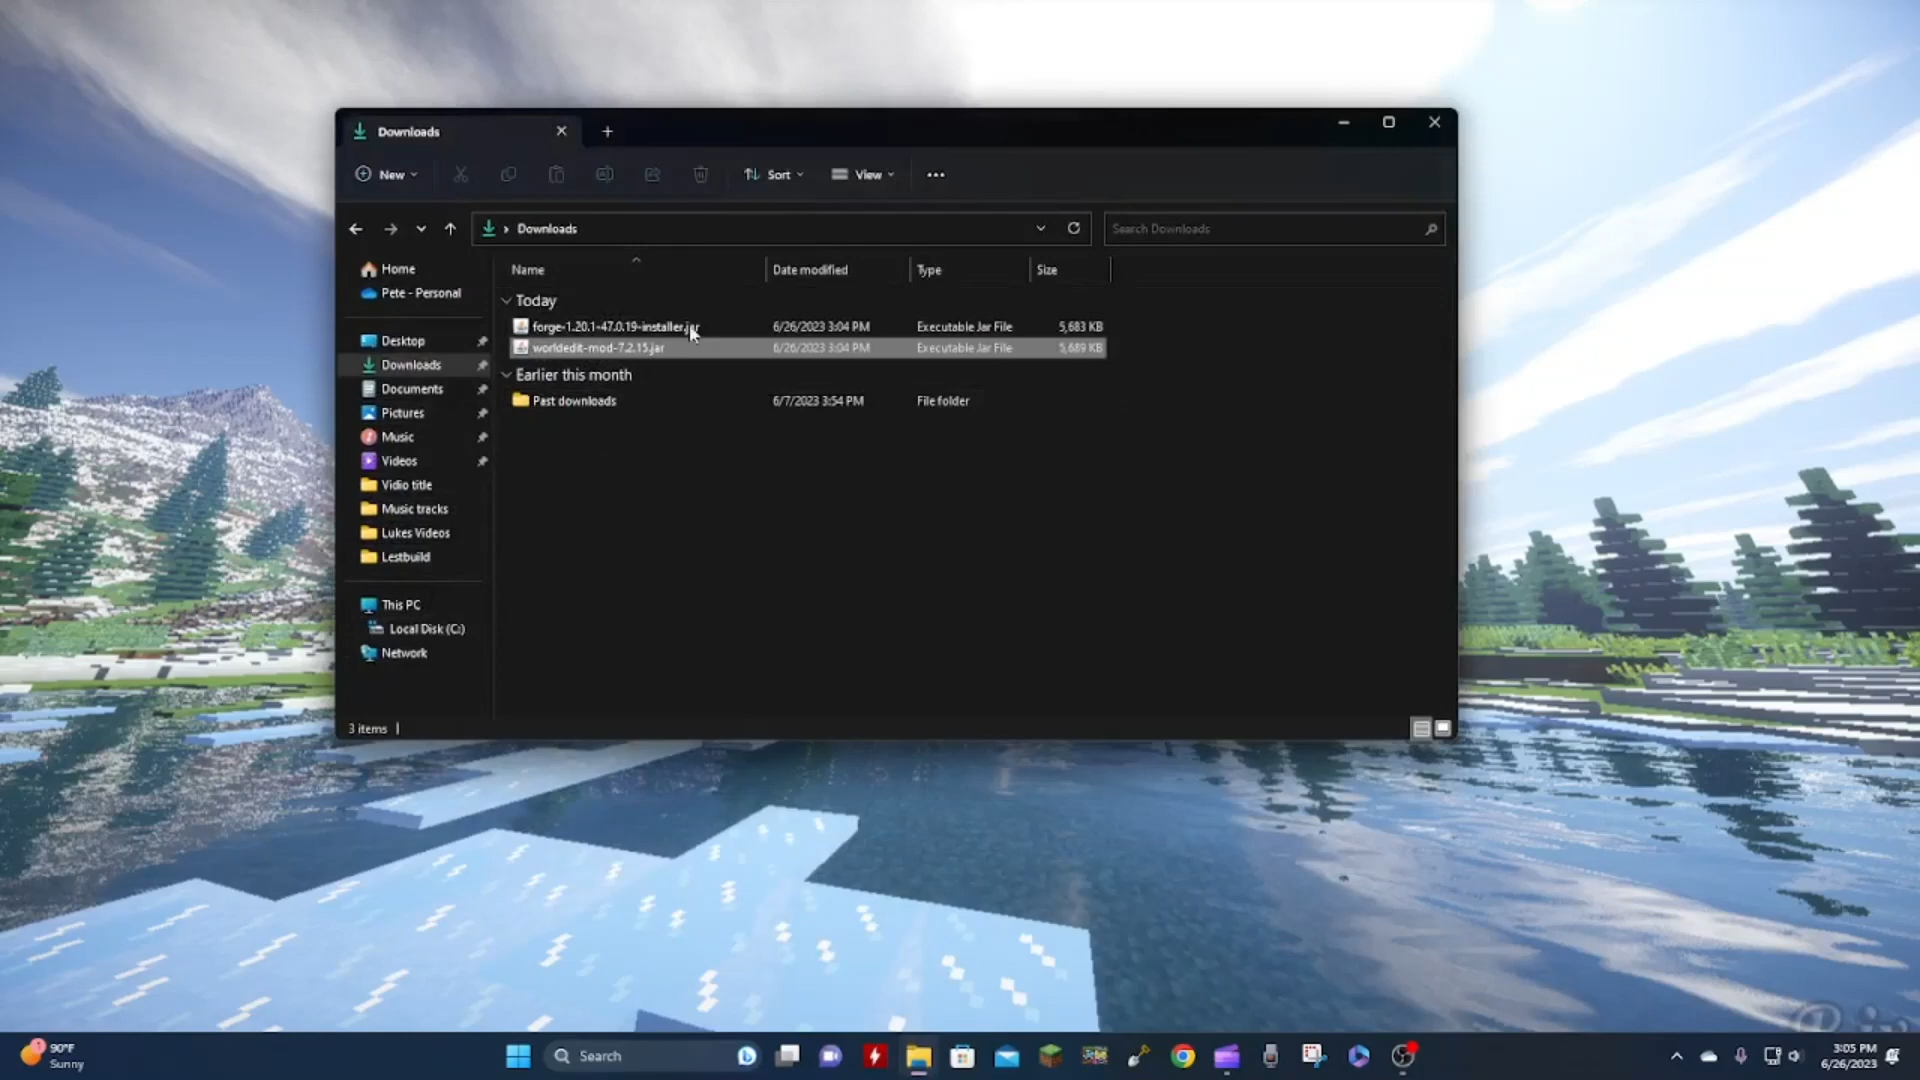 Downloads
New
Sort
View
Downloads
Search Downloads
Name
Date modified
Type
Size
Home
Pete - Personal
Desktop
Downloads
Documents
Pictures
Music
Videos
Vidio title
Music tracks
Lukes Videos
Lestbuild
This PC
Local Disk (C:)
Network
Today
forge-1.20.1-47.0.19-installer.jar 6/26/2023 3:04 PM Executable Jar File 5,683 KB
worldedit-mod-7.2.15.jar 6/26/2023 3:04 PM Executable Jar File 5,689 KB
Earlier this month
Past downloads 6/7/2023 3:54 PM File folder
3 items
90°F
Sunny
Search
3:05 PM
6/26/2023